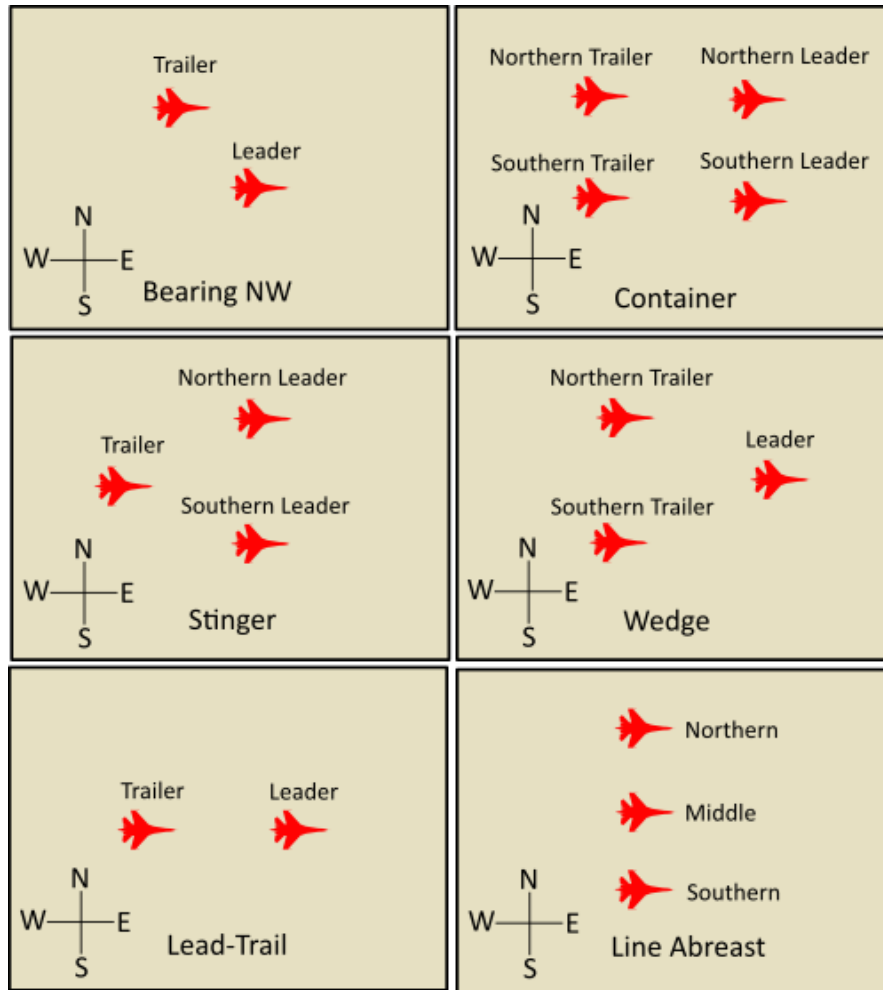 Trailer
Leader
N
W E
S
Bearing NW
Northern Trailer Northern Leader
Southern Trailer Southern Leader
N
W E
S
Container
Northern Leader
Trailer
Southern Leader
N
W E
S
Stinger
Northern Trailer
Leader
Southern Trailer
N
W E
S
Wedge
Trailer Leader
N
W E
S
Lead-Trail
Northern
Middle
Southern
N
W E
S
Line Abreast